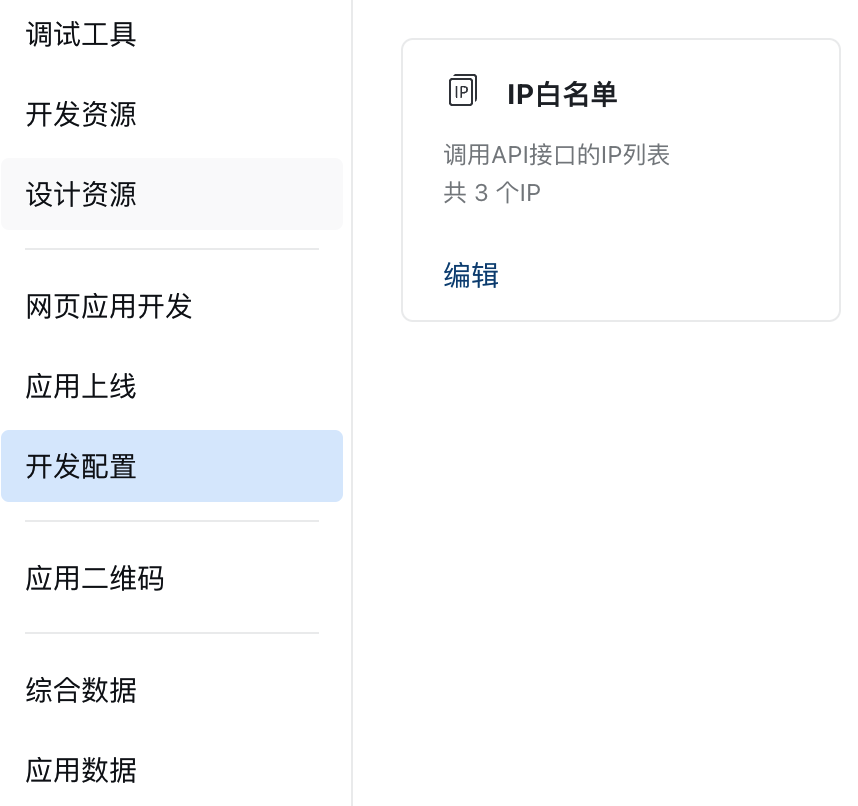 调试工具
开发资源
设计资源
网页应用开发
应用上线
开发配置
应用二维码
综合数据
应用数据
IP
IP白名单
调用API接口的IP列表
共 3 个IP
编辑